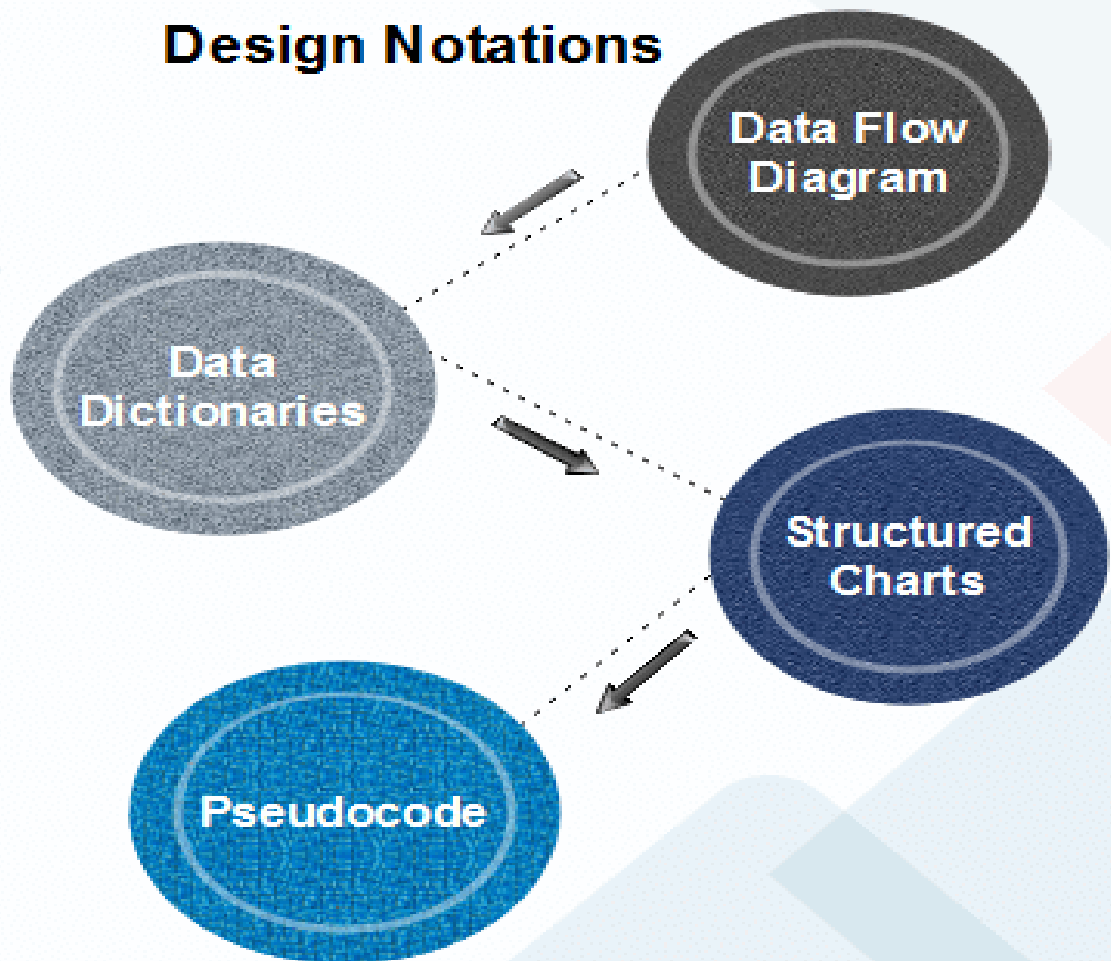 Design Notations
Data Flow
Diagram
Data
Dictionaries
Structured
Charts
Pseudocode